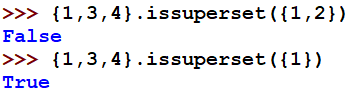 >>> {1,3,4}.issuperset({1,2})
False
>>> {1,3,4}.issuperset({1})
True